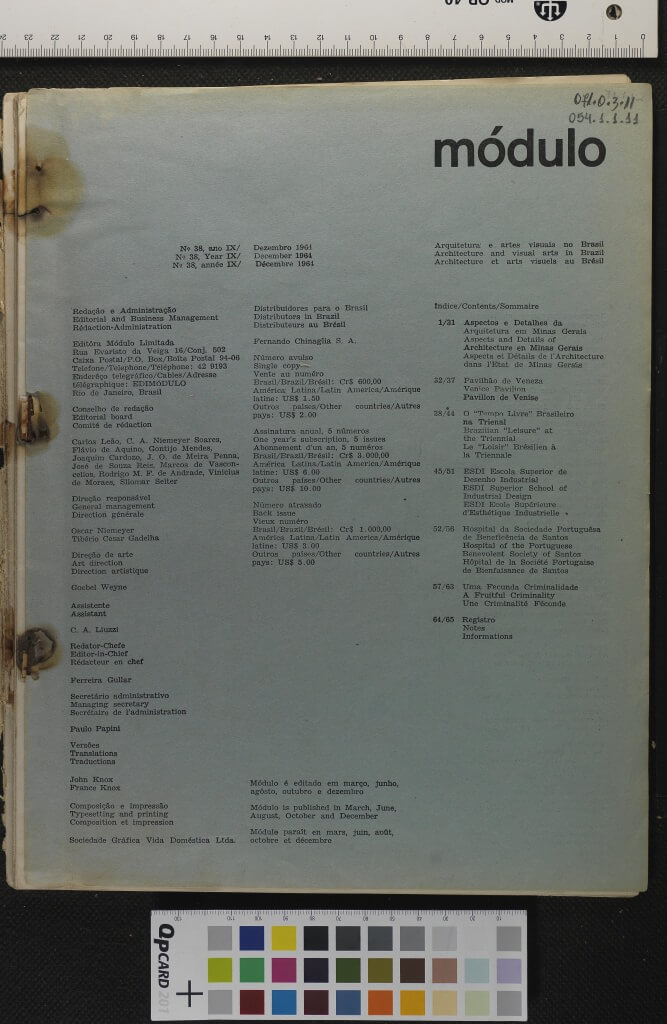 041.0.3.11
054.1.1.11
módulo
Nº 38, ano IX/ Dezembro 1964
Nº 38, Year IX/ December 1964
Nº 38, année IX/ Décembre 1964
Arquitetura e artes visuais no Brasil
Architecture and visual arts in Brazil
Architecture et arts visuels au Brésil
Redação e Administração
Editorial and Business Management
Rédaction-Administration
Editôra Módulo Limitada
Rua Evaristo da Veiga 16/Conj. 502
Caixa Postal/P.O. Box/Boîte Postal 94-06
Telefone/Telephone/Téléphone: 42 9193
Enderêço telegráfico/Cables/Adresse
télégraphique: EDIMÓDULO
Rio de Janeiro, Brasil
Conselho de redação
Editorial board
Comité de rédaction
Carlos Leão, C. A. Niemeyer Soares,
Flávio de Aquino, Gontijo Mendes,
Joaquim Cardozo, J. O. de Meira Penna,
José de Souza Reis, Marcos de Vascon-
cellos, Rodrigo M. F. de Andrade, Vinicius
de Moraes, Sliomar Selter
Direção responsável
General management
Direction générale
Oscar Niemeyer
Tibério Cesar Gadelha
Direção de arte
Art direction
Direction artistique
Goebel Weyne
Assistente
Assistant
C. A. Liuzzi
Redator-Chefe
Editor-in-Chief
Rédacteur en chef
Ferreira Gullar
Secretário administrativo
Managing secretary
Secrétaire de l'administration
Paulo Papini
Versões
Translations
Traductions
John Knox
France Knox
Composição e impressão
Typesetting and printing
Composition et impression
Sociedade Gráfica Vida Doméstica Ltda.
Distribuidores para o Brasil
Distributors in Brazil
Distributeurs au Brésil
Fernando Chinaglia S. A.
Número avulso
Single copy—
Vente au numéro
Brasil/Brazil/Brésil: Cr$ 600,00
América Latina/Latin America/Amérique
latine: US$ 1.50
Outros países/Other countries/Autres
pays: US$ 2.00
Assinatura anual, 5 números
One year's subscription, 5 issues
Abonnement d'un an, 5 numéros
Brasil/Brazil/Brésil: Cr$ 3.000,00
América Latina/Latin America/Amérique
latine: US$ 6.00
Outros países/Other countries/Autres
pays: US$ 10.00
Número atrasado
Back issue
Vieux numéro
Brasil/Brazil/Brésil: Cr$ 1.000,00
América Latina/Latin America/Amérique
latine: US$ 3.00
Outros países/Other countries/Autres
pays: US$ 5.00
Módulo é editado em março, junho,
agôsto, outubro e dezembro
Módulo is published in March, June,
August, October and December
Módulo paraît en mars, juin, août,
octobre et décembre
Índice/Contents/Sommaire
1/31 Aspectos e Detalhes da
Arquitetura em Minas Gerais
Aspects and Details of
Architecture en Minas Gerais
Aspects et Détails de l'Architecture
dans l'Etat de Minas Gerais
32/37 Pavilhão de Veneza
Venice Pavilion
Pavillon de Venise
38/44 O "Tempo Livre" Brasileiro
na Trienal
Brazilian "Leisure" at
the Triennial
Le "Loisir" Brésilien à
la Triennale
45/51 ESDI Escola Superior de
Desenho Industrial
ESDI Superior School of
Industrial Design
ESDI Ecole Supérieure
d'Esthétique Industrielle
52/56 Hospital da Sociedade Portuguêsa
de Beneficência de Santos
Hospital of the Portuguese
Benevolent Society of Santos
Hôpital de la Société Portugaise
de Bienfaisance de Santos
57/63 Uma Fecunda Criminalidade
A Fruitful Criminality
Une Criminalité Féconde
64/65 Registro
Notes
Informations
OpCARD 201